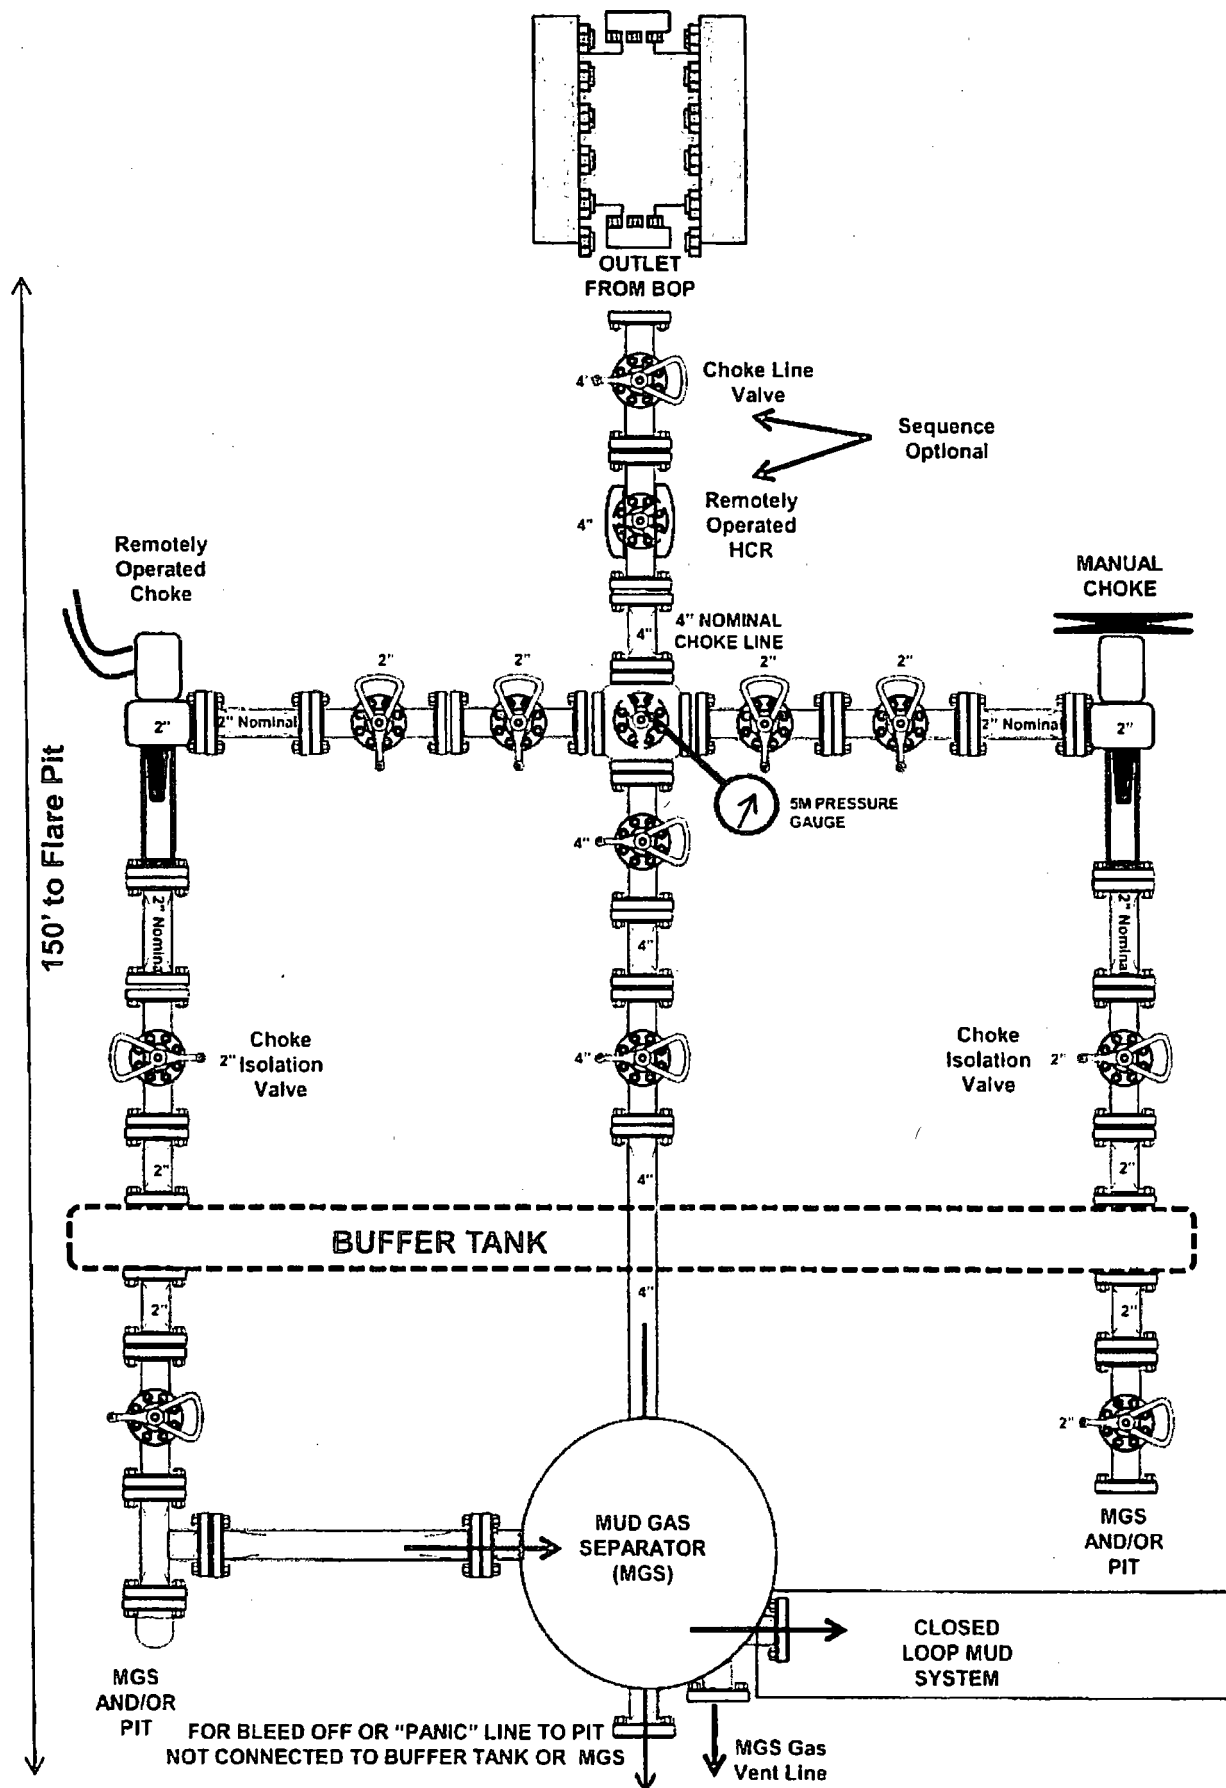 OUTLET
FROM BOP
4'
Choke Line
Valve
Sequence
Optional
4"
Remotely
Operated
HCR
Remotely
Operated
Choke
MANUAL
CHOKE
4"
4" NOMINAL
CHOKE LINE
2"
2"
2"
2"
2"
2" Nominal
2" Nominal
2"
5M PRESSURE
GAUGE
150' to Flare Pit
4"
2" Nominal
4"
2" Nominal
2"
Choke
Isolation
Valve
4"
Choke
Isolation
Valve
2"
2"
4"
2"
BUFFER TANK
2"
4"
2"
2"
MUD GAS
SEPARATOR
(MGS)
MGS
AND/OR
PIT
CLOSED
LOOP MUD
SYSTEM
MGS
AND/OR
PIT
FOR BLEED OFF OR "PANIC" LINE TO PIT
NOT CONNECTED TO BUFFER TANK OR MGS
MGS Gas
Vent Line